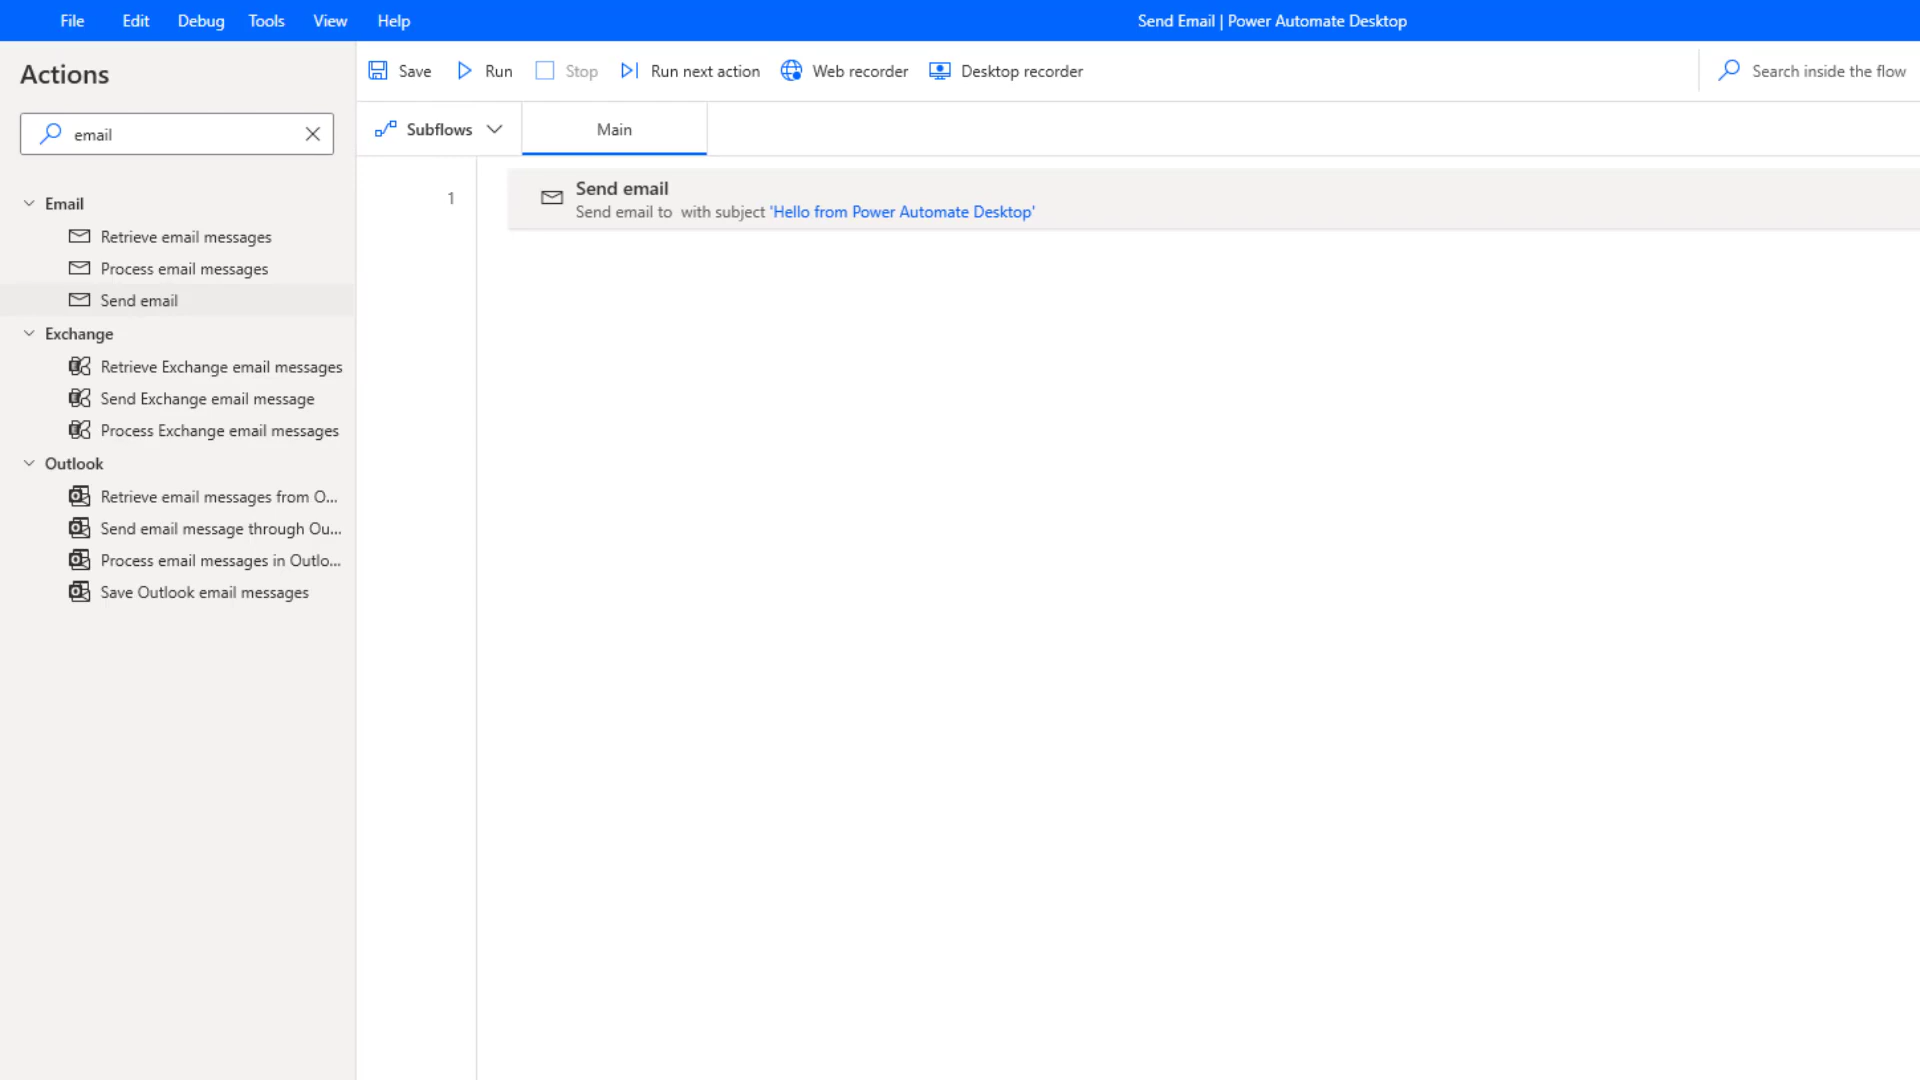 File Edit Debug Tools View Help Send Email | Power Automate Desktop
Actions
Save Run Stop Run next action Web recorder Desktop recorder Search inside the flow
email
Subflows Main
1 Send email
Send email to with subject 'Hello from Power Automate Desktop'
Email
Retrieve email messages
Process email messages
Send email
Exchange
Retrieve Exchange email messages
Send Exchange email message
Process Exchange email messages
Outlook
Retrieve email messages from O...
Send email message through Ou...
Process email messages in Outlo...
Save Outlook email messages